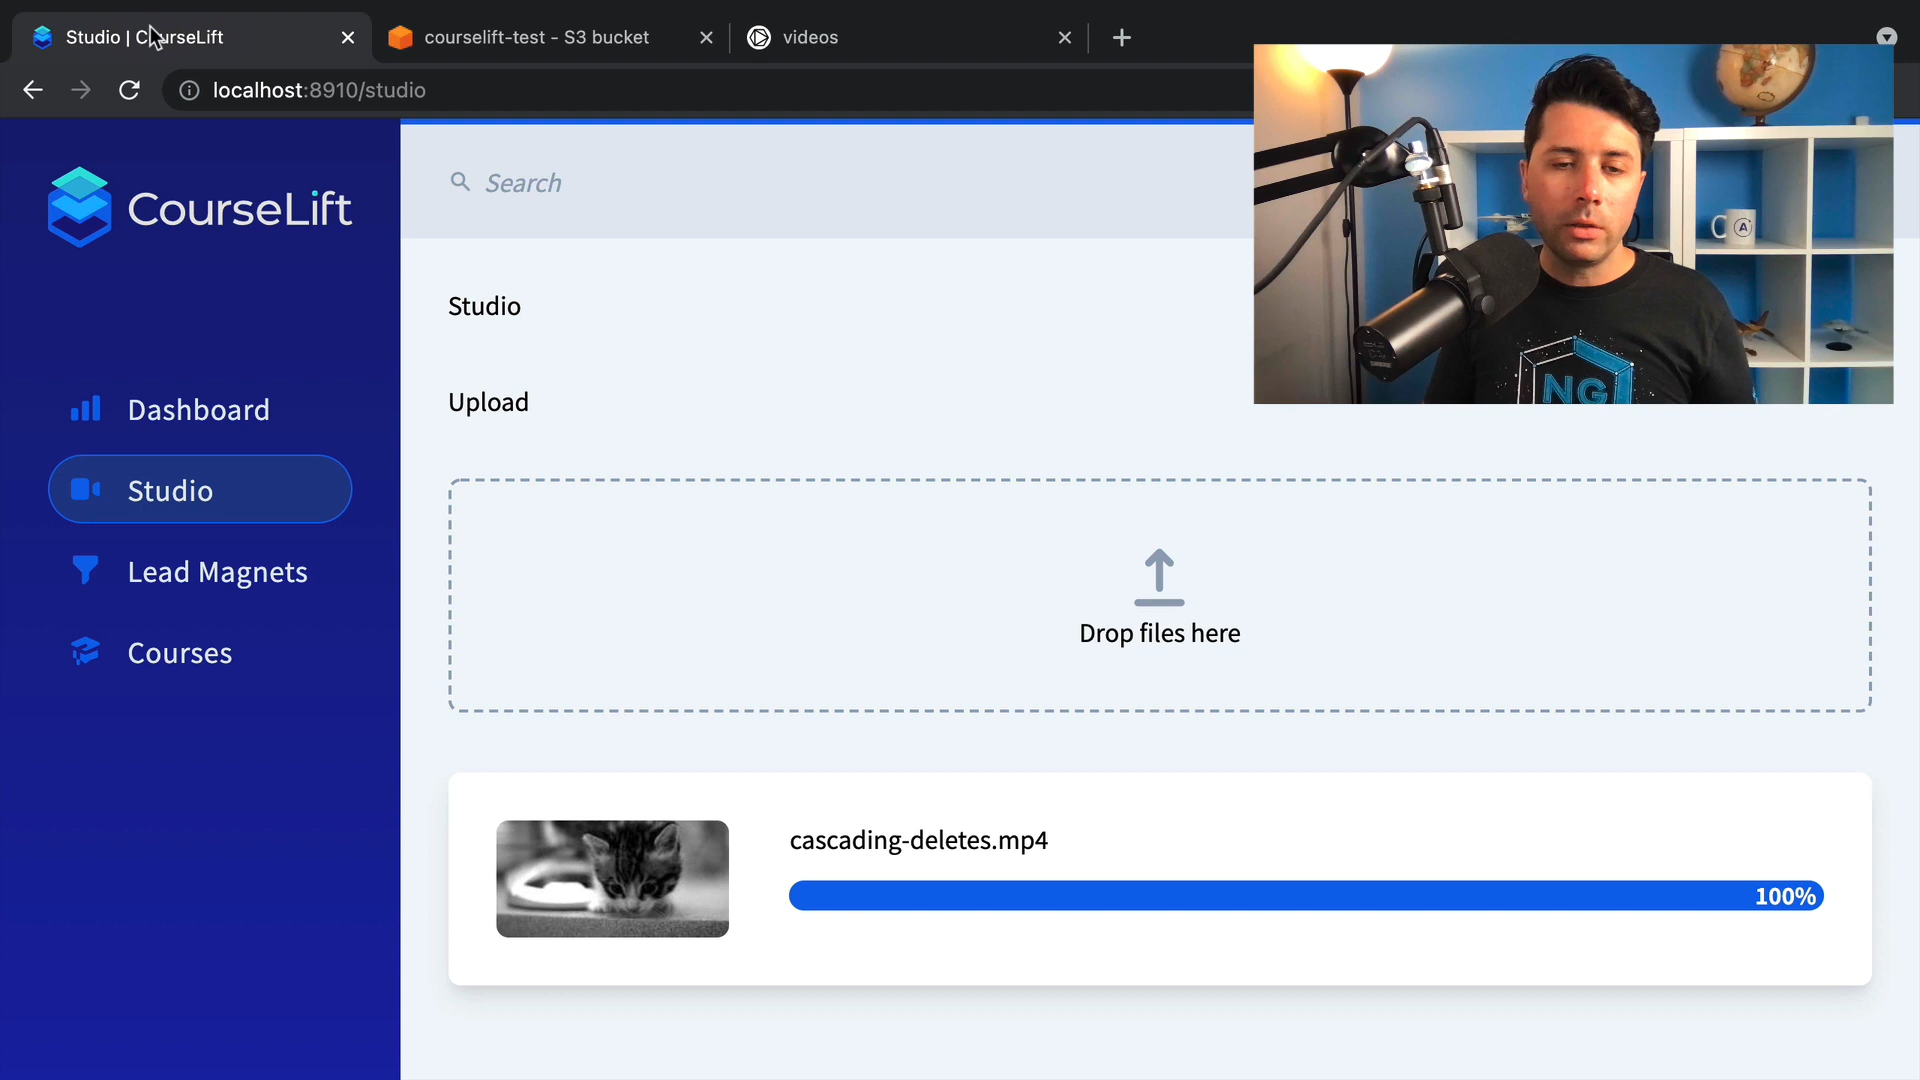 Studio | CourseLift
courselift-test - S3 bucket
videos
localhost:8910/studio
CourseLift
Search
Dashboard
Studio
Lead Magnets
Courses
Studio
Upload
Drop files here
cascading-deletes.mp4
100%
NG
A